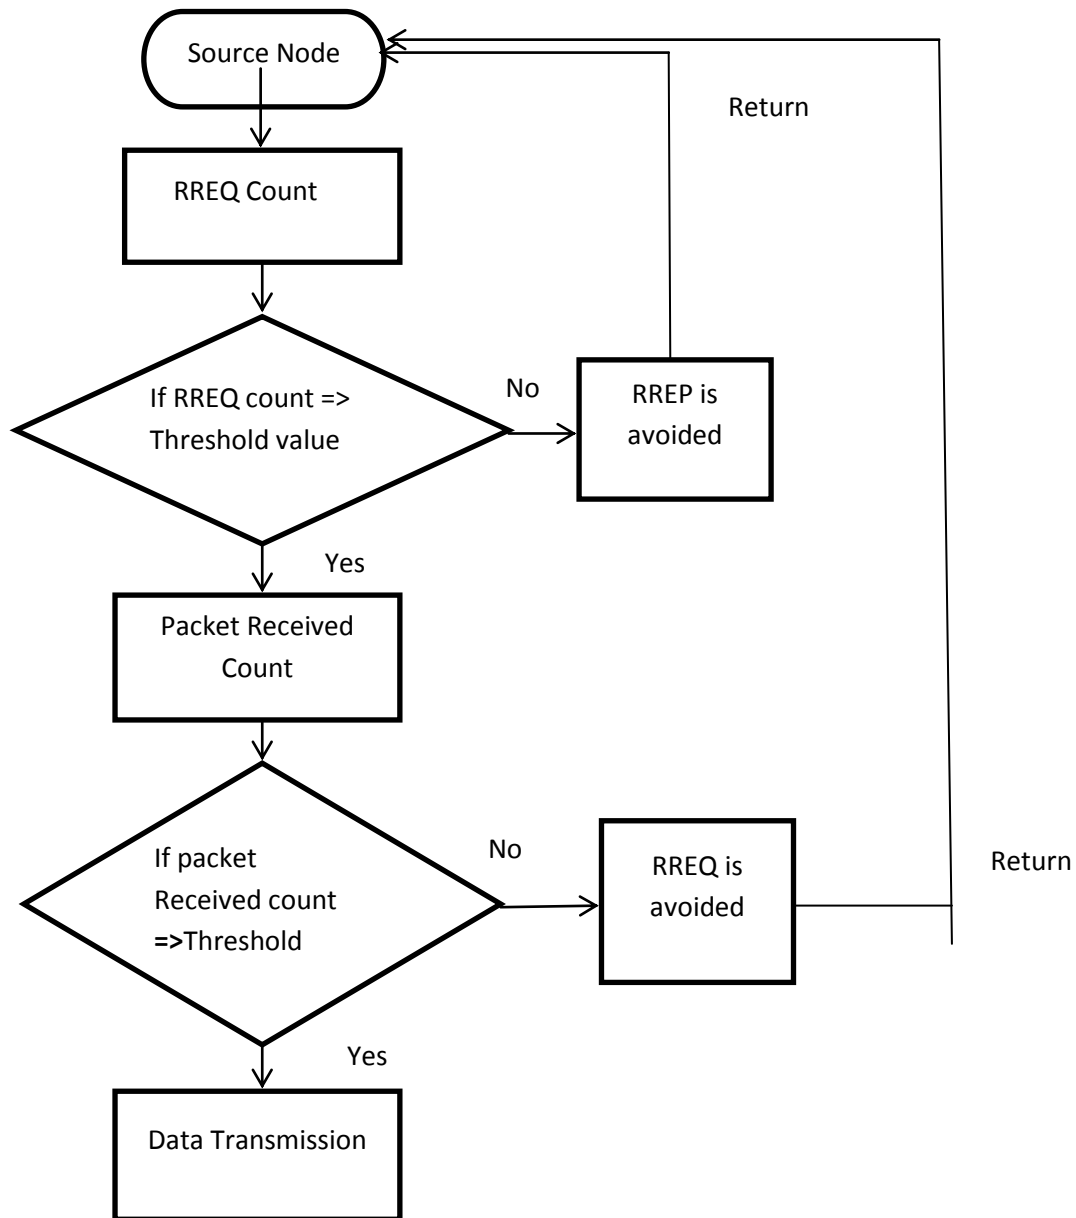 Source Node
Return
RREQ Count
If RREQ count =>
Threshold value
No
RREP is
avoided
Yes
Packet Received
Count
If packet
Received count
=>Threshold
No
RREQ is
avoided
Return
Yes
Data Transmission